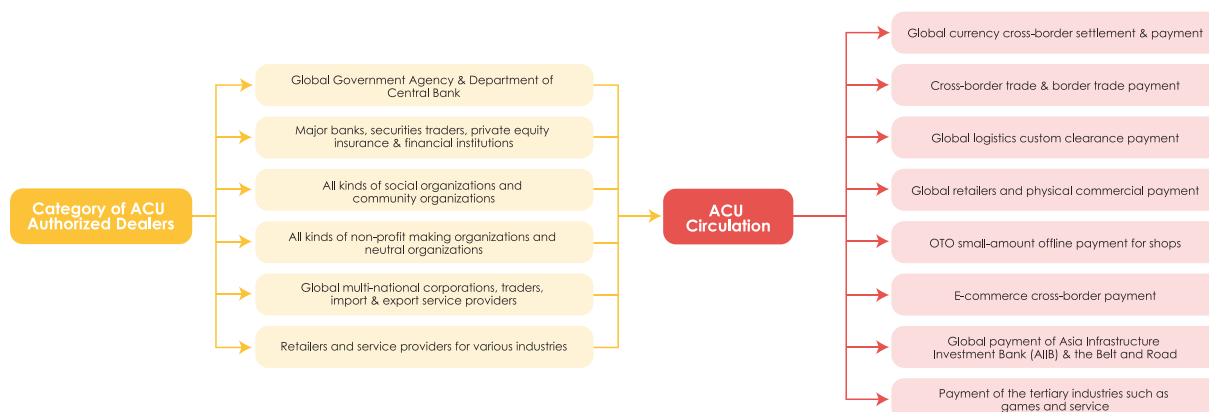 Category of ACU
Authorized Dealers
Global Government Agency & Department of
Central Bank
Major banks, securities traders, private equity
insurance & financial institutions
All kinds of social organizations and
community organizations
All kinds of non-profit making organizations and
neutral organizations
Global multi-national corporations, traders,
import & export service providers
Retailers and service providers for various industries
ACU
Circulation
Global currency cross-border settlement & payment
Cross-border trade & border trade payment
Global logistics custom clearance payment
Global retailers and physical commercial payment
OTO small-amount offline payment for shops
E-commerce cross-border payment
Global payment of Asia Infrastructure
Investment Bank (AIIB) & the Belt and Road
Payment of the tertiary industries such as
games and service